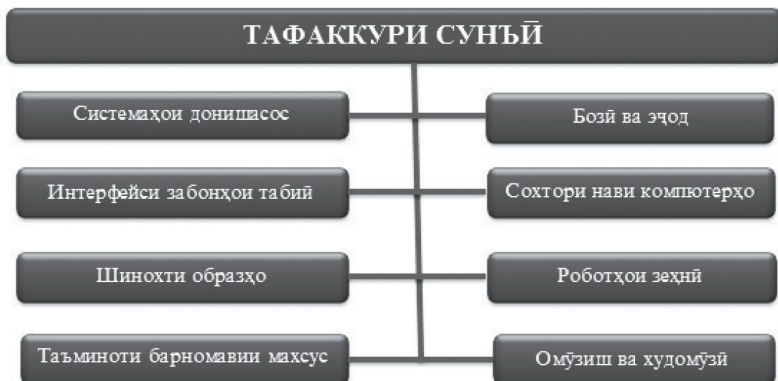 ТАФАККУРИ СУНЪӢ
Системаҳои донишасос
Бозӣ ва эҷод
Интерфейси забонҳои табиӣ
Сохтори нави компютерҳо
Шинохти образҳо
Роботҳои зеҳнӣ
Таъминоти барномавии махсус
Омӯзиш ва худомӯзӣ